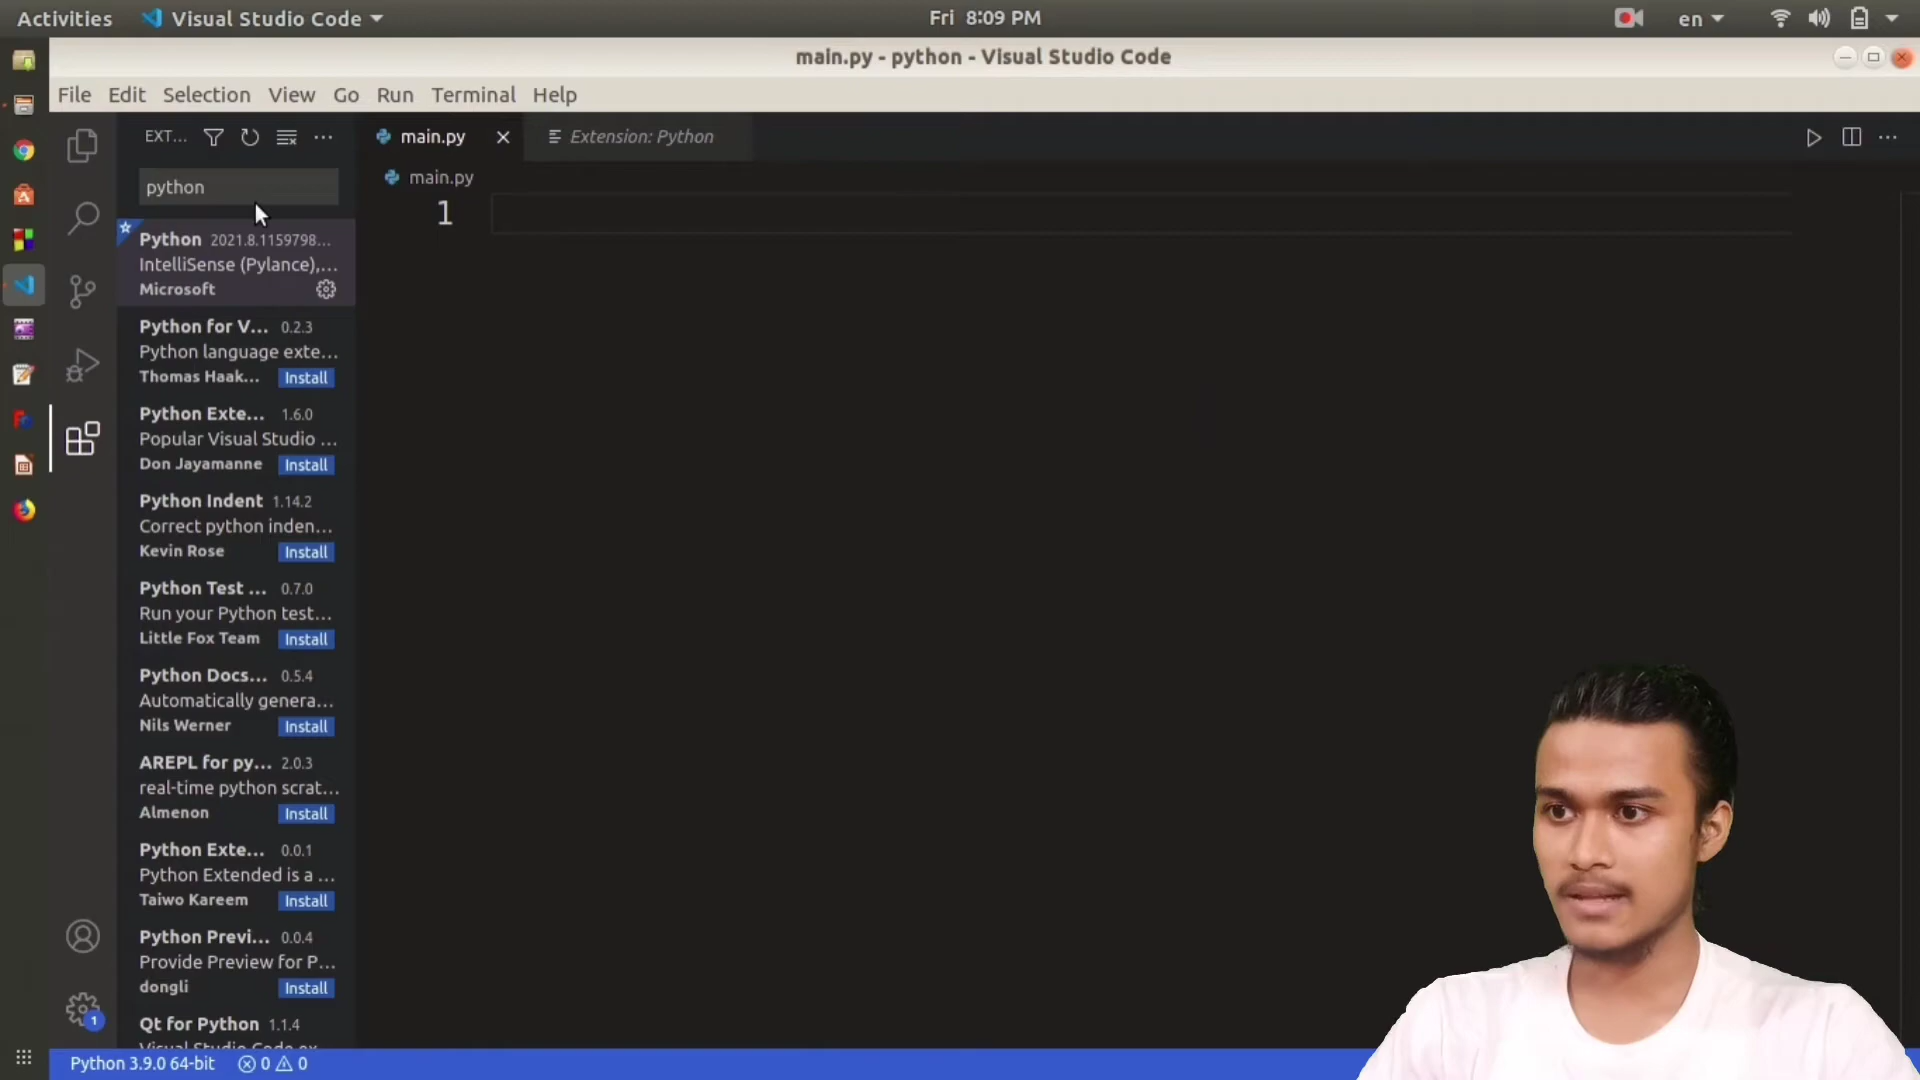 Activities Visual Studio Code Fri 8:09 PM en
main.py - python - Visual Studio Code
File Edit Selection View Go Run Terminal Help
EXT... main.py Extension: Python
python
main.py
1
Python 2021.8.1159798...
IntelliSense (Pylance),...
Microsoft
Python for V... 0.2.3
Python language exte...
Thomas Haak... Install
Python Exte... 1.6.0
Popular Visual Studio ...
Don Jayamanne Install
Python Indent 1.14.2
Correct python inden...
Kevin Rose Install
Python Test ... 0.7.0
Run your Python test...
Little Fox Team Install
Python Docs... 0.5.4
Automatically genera...
Nils Werner Install
AREPL for py... 2.0.3
real-time python scrat...
Almenon Install
Python Exte... 0.0.1
Python Extended is a ...
Taiwo Kareem Install
Python Previ... 0.0.4
Provide Preview for P...
dongli Install
Qt for Python 1.1.4
Visual Studio Code ex...
1
Python 3.9.0 64-bit 0 0